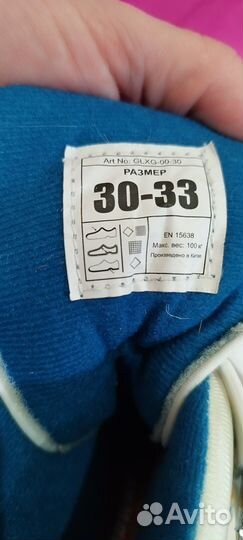 Art No: GLXG-00-30
РАЗМЕР
30-33
EN 15638
Макс. вес: 100 кг
Произведено в Китае
Avito